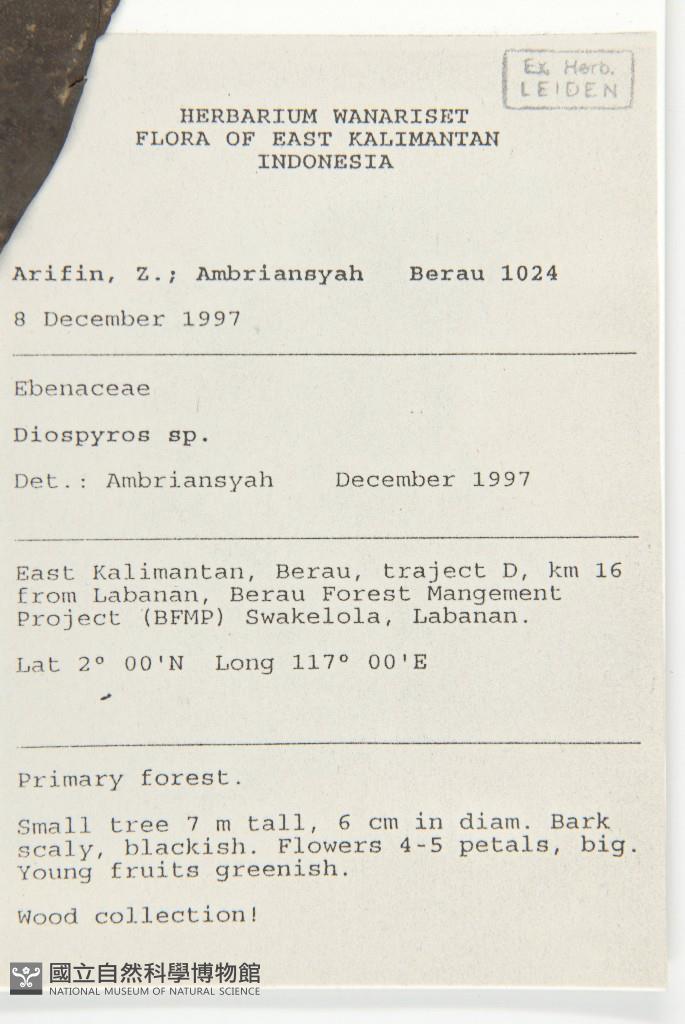 Ex. Herb.
LEIDEN
HERBARIUM WANARISET
FLORA OF EAST KALIMANTAN
INDONESIA
Arifin, Z.; Ambriansyah Berau 1024
8 December 1997
Ebenaceae
Diospyros sp.
Det.: Ambriansyah December 1997
East Kalimantan, Berau, traject D, km 16
from Labanan, Berau Forest Mangement
Project (BFMP) Swakelola, Labanan.
Lat 2° 00'N Long 117° 00'E
Primary forest.
Small tree 7 m tall, 6 cm in diam. Bark
scaly, blackish. Flowers 4-5 petals, big.
Young fruits greenish.
Wood collection!
國立自然科學博物館
NATIONAL MUSEUM OF NATURAL SCIENCE